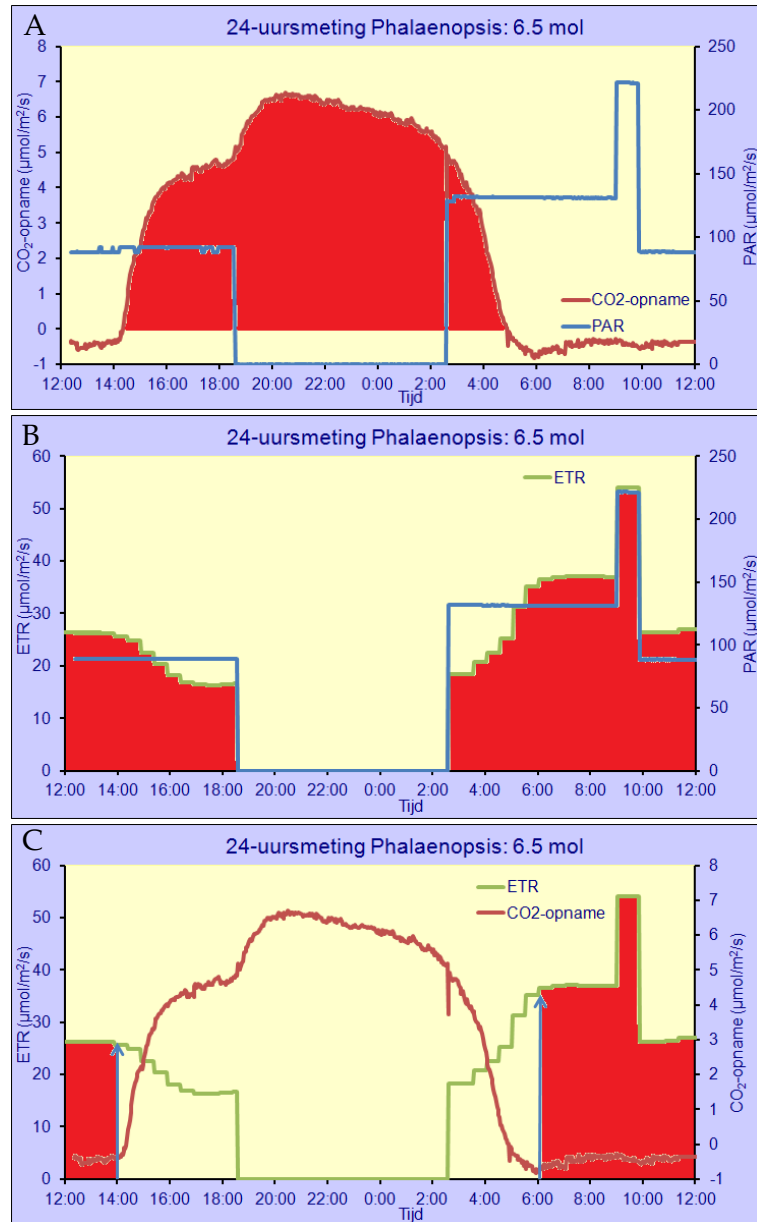 A
24-uursmeting Phalaenopsis: 6.5 mol
CO₂-opname (µmol/m²/s)
8
7
6
5
4
3
2
1
0
-1
250
200
150
100
50
0
PAR (µmol/m²/s)
CO2-opname
PAR
12:00 14:00 16:00 18:00 20:00 22:00 0:00 2:00 4:00 6:00 8:00 10:00 12:00
Tijd
B
24-uursmeting Phalaenopsis: 6.5 mol
ETR (µmol/m²/s)
60
50
40
30
20
10
0
250
200
150
100
50
0
PAR (µmol/m²/s)
ETR
12:00 14:00 16:00 18:00 20:00 22:00 0:00 2:00 4:00 6:00 8:00 10:00 12:00
Tijd
C
24-uursmeting Phalaenopsis: 6.5 mol
ETR (µmol/m²/s)
60
50
40
30
20
10
0
8
7
6
5
4
3
2
1
0
-1
CO₂-opname (µmol/m²/s)
ETR
CO2-opname
12:00 14:00 16:00 18:00 20:00 22:00 0:00 2:00 4:00 6:00 8:00 10:00 12:00
Tijd